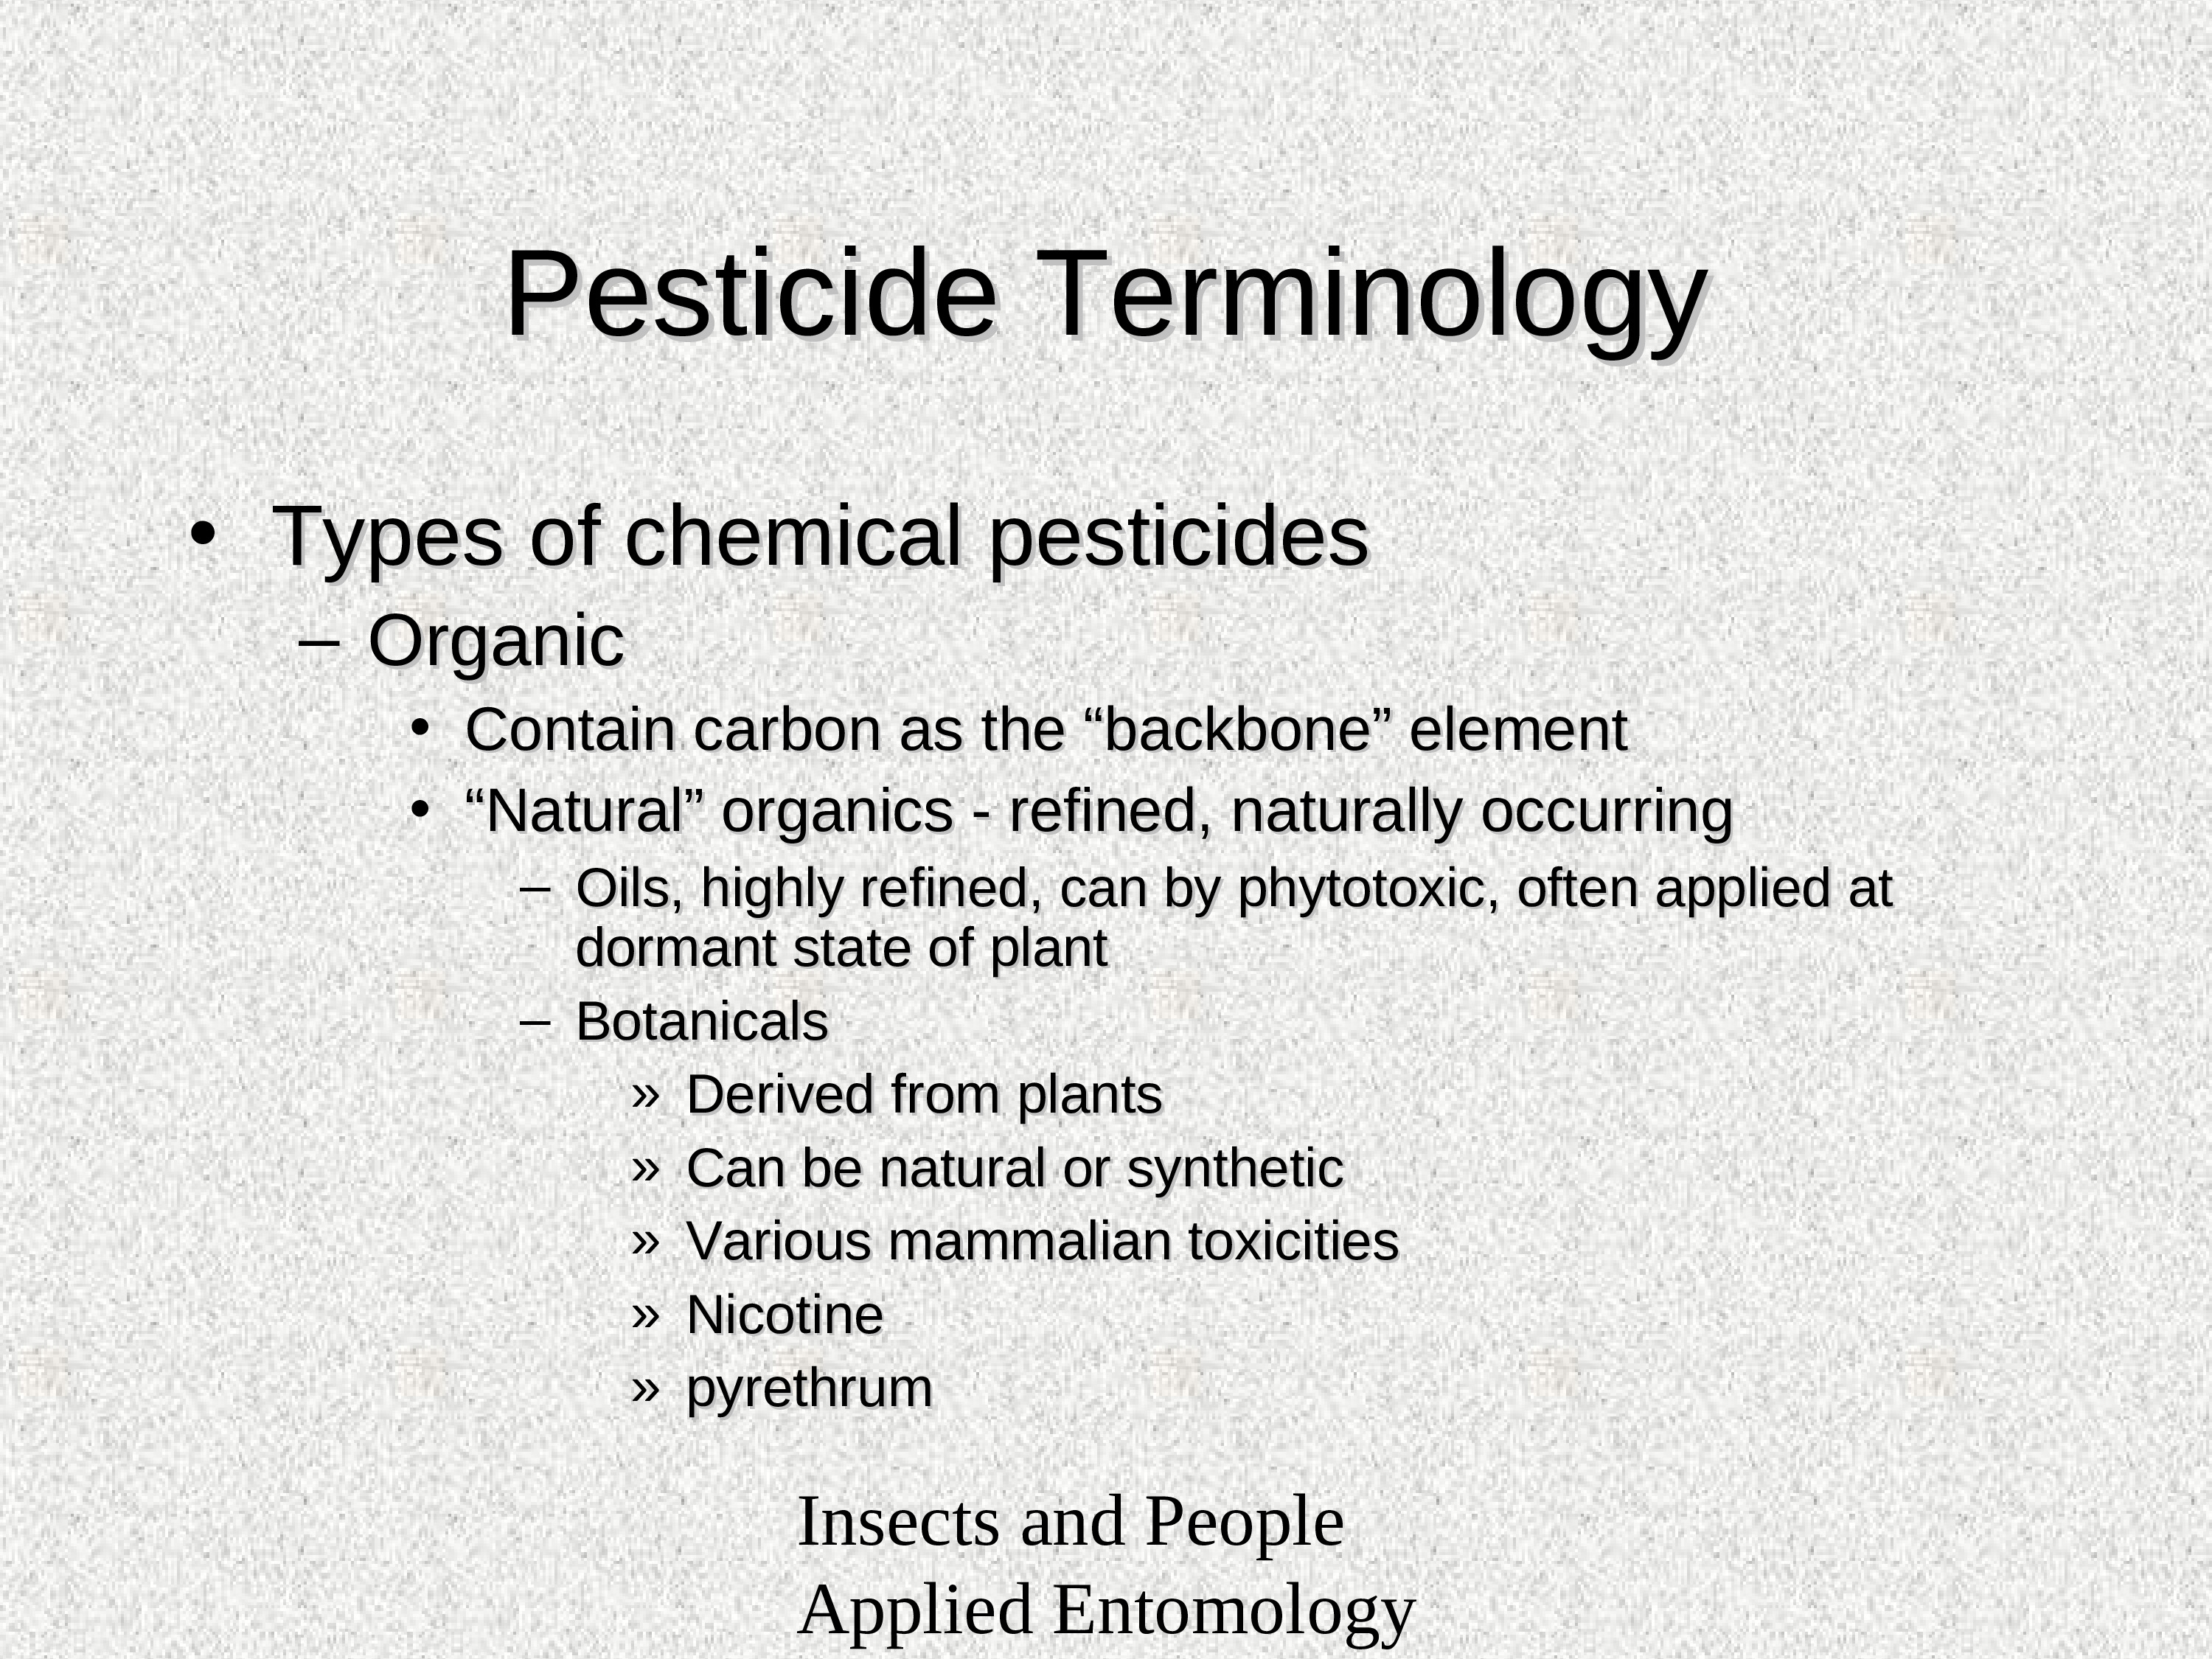 Pesticide Terminology
• Types of chemical pesticides
– Organic
• Contain carbon as the “backbone” element
• “Natural” organics - refined, naturally occurring
– Oils, highly refined, can by phytotoxic, often applied at
dormant state of plant
– Botanicals
» Derived from plants
» Can be natural or synthetic
» Various mammalian toxicities
» Nicotine
» pyrethrum
Insects and People
Applied Entomology